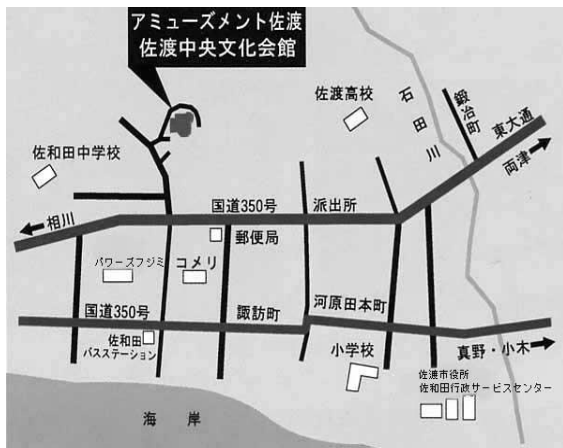 アミューズメント佐渡
佐渡中央文化会館
佐渡高校
石田川
鍛冶町
東大通
両津
佐和田中学校
国道350号
派出所
相川
郵便局
パワーズフジミ
コメリ
国道350号
諏訪町
河原田本町
佐和田
バスステーション
小学校
真野・小木
佐渡市役所
佐和田行政サービスセンター
海岸